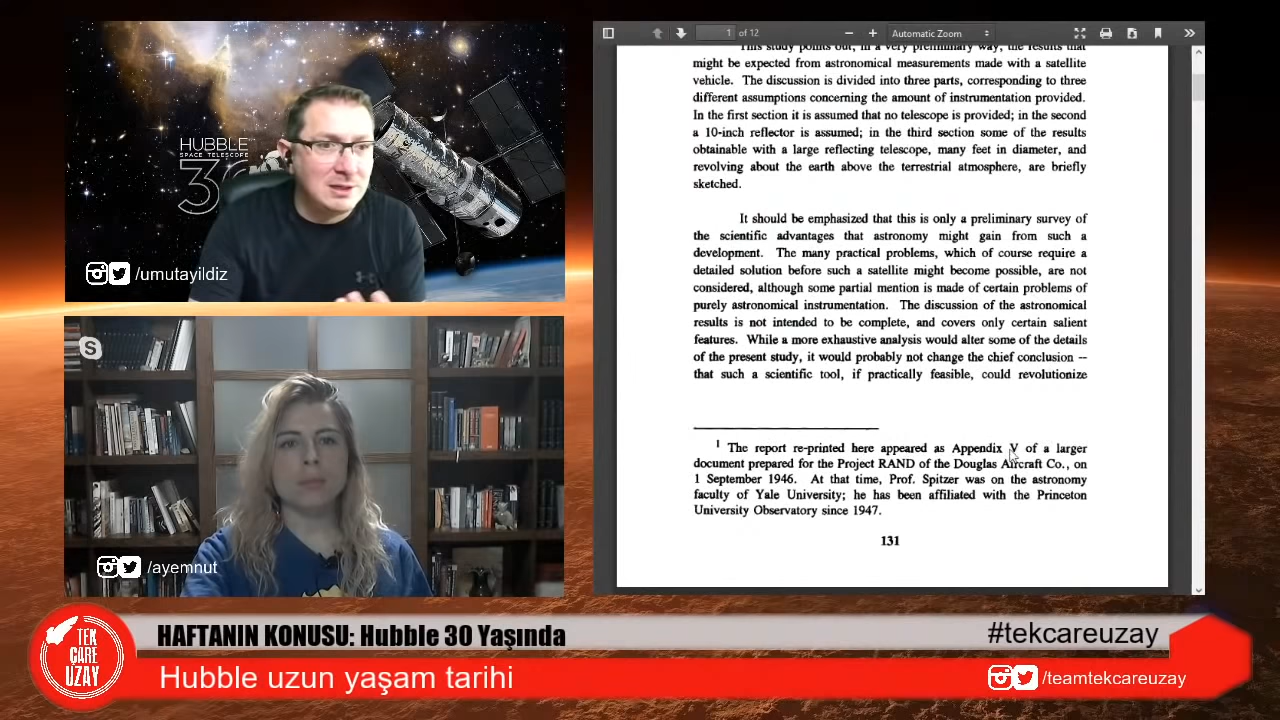 HUBBLE
SPACE TELESCOPE
30
/umutayildiz
S
/ayemnut
1 of 12
Automatic Zoom
This study points out, in a very preliminary way, the results that
might be expected from astronomical measurements made with a satellite
vehicle. The discussion is divided into three parts, corresponding to three
different assumptions concerning the amount of instrumentation provided.
In the first section it is assumed that no telescope is provided; in the second
a 10-inch reflector is assumed; in the third section some of the results
obtainable with a large reflecting telescope, many feet in diameter, and
revolving about the earth above the terrestrial atmosphere, are briefly
sketched.
It should be emphasized that this is only a preliminary survey of
the scientific advantages that astronomy might gain from such a
development. The many practical problems, which of course require a
detailed solution before such a satellite might become possible, are not
considered, although some partial mention is made of certain problems of
purely astronomical instrumentation. The discussion of the astronomical
results is not intended to be complete, and covers only certain salient
features. While a more exhaustive analysis would alter some of the details
of the present study, it would probably not change the chief conclusion --
that such a scientific tool, if practically feasible, could revolutionize
1 The report re-printed here appeared as Appendix V of a larger
document prepared for the Project RAND of the Douglas Aircraft Co., on
1 September 1946. At that time, Prof. Spitzer was on the astronomy
faculty of Yale University; he has been affiliated with the Princeton
University Observatory since 1947.
131
TEK
ÇARE
UZAY
HAFTANIN KONUSU: Hubble 30 Yaşında
#tekcareuzay
Hubble uzun yaşam tarihi
/teamtekcareuzay